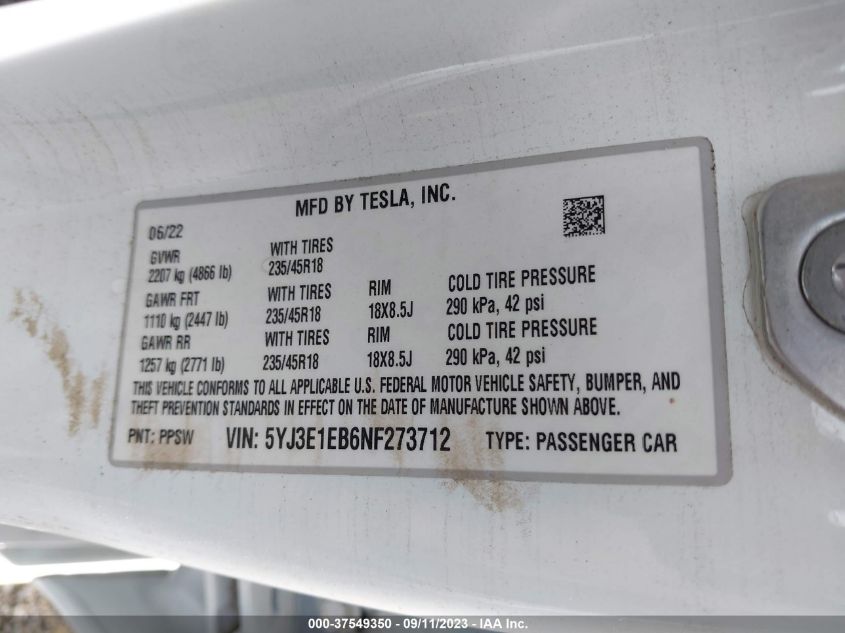 MFD BY TESLA, INC.
06/22
GVWR WITH TIRES
2207 kg (4866 lb) 235/45R18
GAWR FRT WITH TIRES RIM COLD TIRE PRESSURE
1110 kg (2447 lb) 235/45R18 18X8.5J 290 kPa, 42 psi
GAWR RR WITH TIRES RIM COLD TIRE PRESSURE
1257 kg (2771 lb) 235/45R18 18X8.5J 290 kPa, 42 psi
THIS VEHICLE CONFORMS TO ALL APPLICABLE U.S. FEDERAL MOTOR VEHICLE SAFETY, BUMPER, AND
THEFT PREVENTION STANDARDS IN EFFECT ON THE DATE OF MANUFACTURE SHOWN ABOVE.
PNT: PPSW VIN: 5YJ3E1EB6NF273712 TYPE: PASSENGER CAR
000-37549350 - 09/11/2023 - IAA Inc.